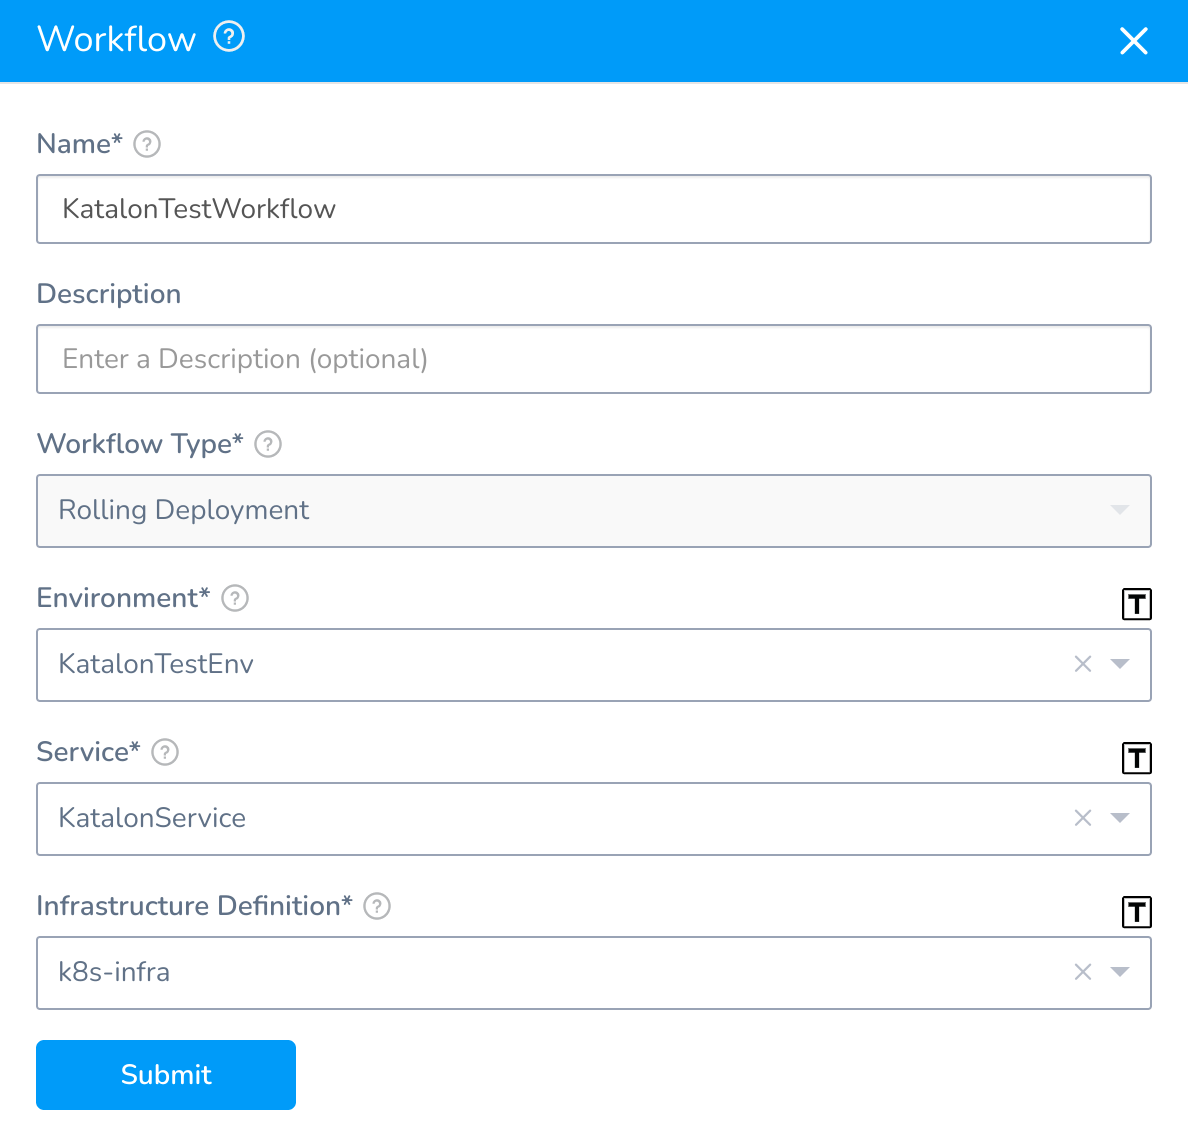 Workflow ?
Name* ?
KatalonTestWorkflow
Description
Enter a Description (optional)
Workflow Type* ?
Rolling Deployment
Environment* ?
T
KatalonTestEnv
Service* ?
T
KatalonService
Infrastructure Definition* ?
T
k8s-infra
Submit